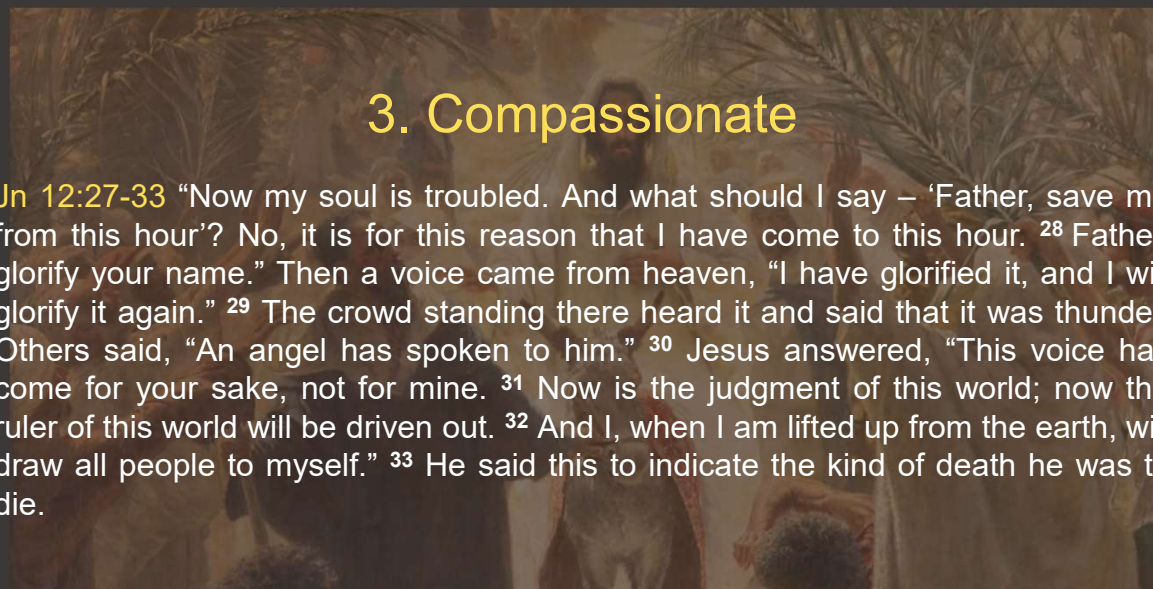 3. Compassionate
Jn 12:27-33 “Now my soul is troubled. And what should I say – ‘Father, save m
from this hour’? No, it is for this reason that I have come to this hour. 28 Fathe
glorify your name.” Then a voice came from heaven, “I have glorified it, and I wi
glorify it again.” 29 The crowd standing there heard it and said that it was thunde
Others said, “An angel has spoken to him.” 30 Jesus answered, “This voice ha
come for your sake, not for mine. 31 Now is the judgment of this world; now th
ruler of this world will be driven out. 32 And I, when I am lifted up from the earth, wi
draw all people to myself.” 33 He said this to indicate the kind of death he was t
die.